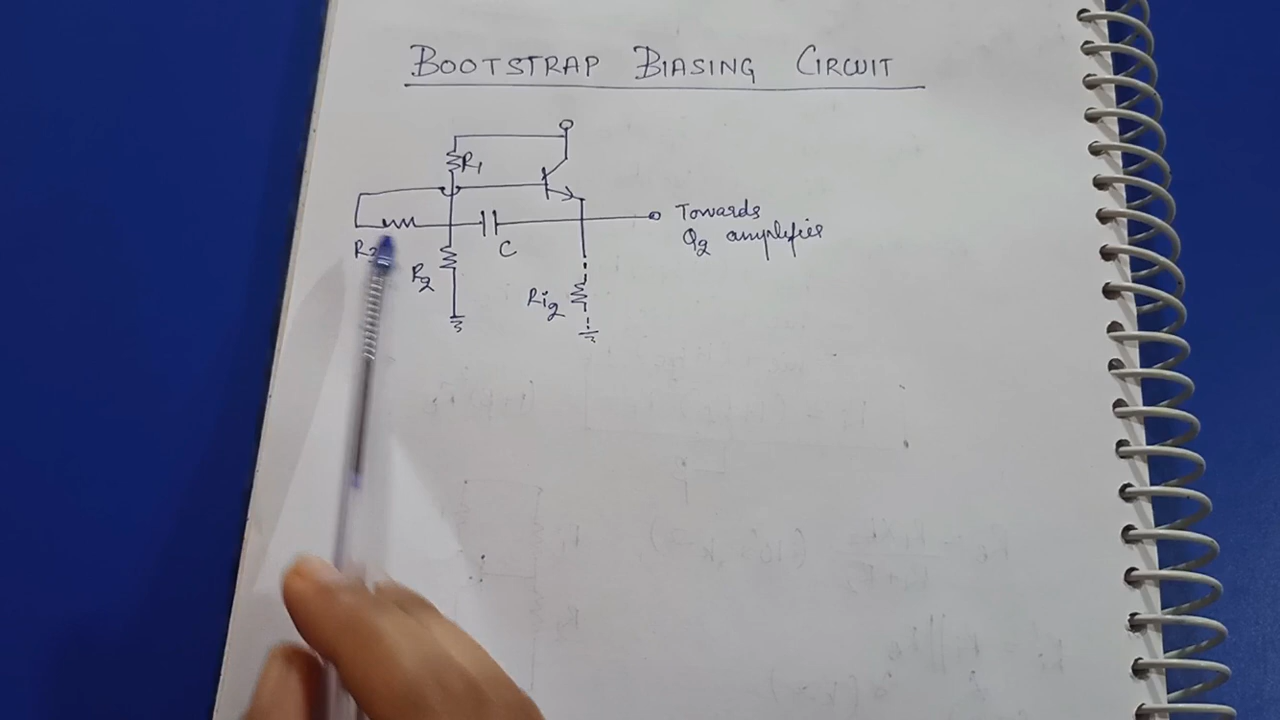 BOOTSTRAP BIASING CIRCUIT
R1
Towards
Q2 amplifier
C
R2
Ri2